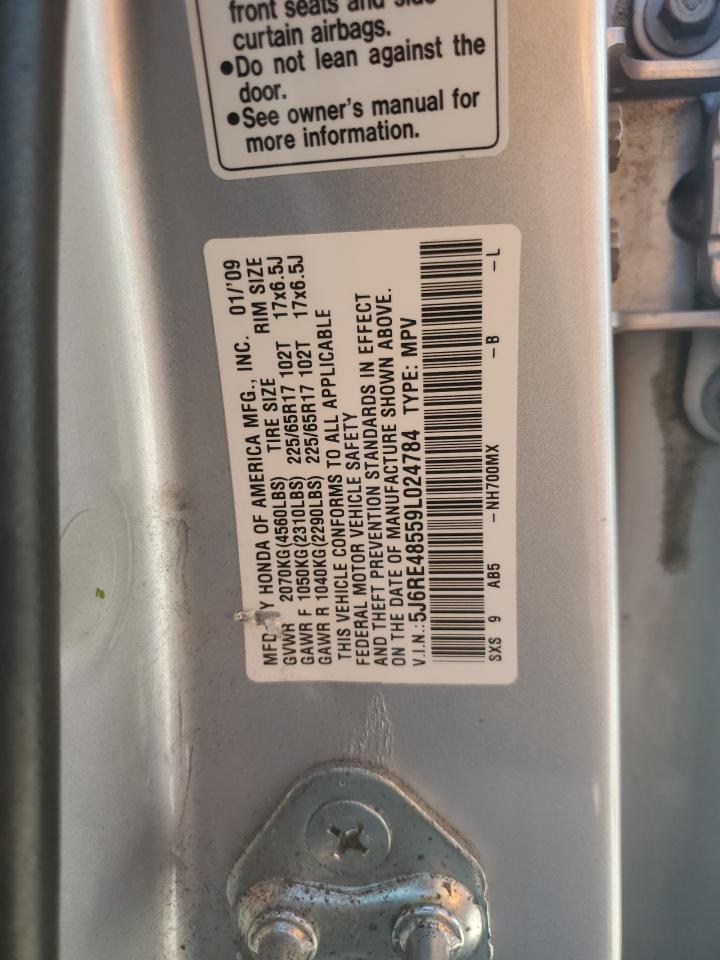 front seats and side
curtain airbags.
●Do not lean against the
door.
●See owner's manual for
more information.
MFD BY HONDA OF AMERICA MFG., INC. 01/'09
GVWR 2070KG(4560LBS) TIRE SIZE RIM SIZE
GAWR F 1050KG(2310LBS) 225/65R17 102T 17x6.5J
GAWR R 1040KG(2290LBS) 225/65R17 102T 17x6.5J
THIS VEHICLE CONFORMS TO ALL APPLICABLE
FEDERAL MOTOR VEHICLE SAFETY
AND THEFT PREVENTION STANDARDS IN EFFECT
ON THE DATE OF MANUFACTURE SHOWN ABOVE.
V.I.N.: 5J6RE48559L024784 TYPE: MPV
SXS 9 AB5 -NH700MX -B -L